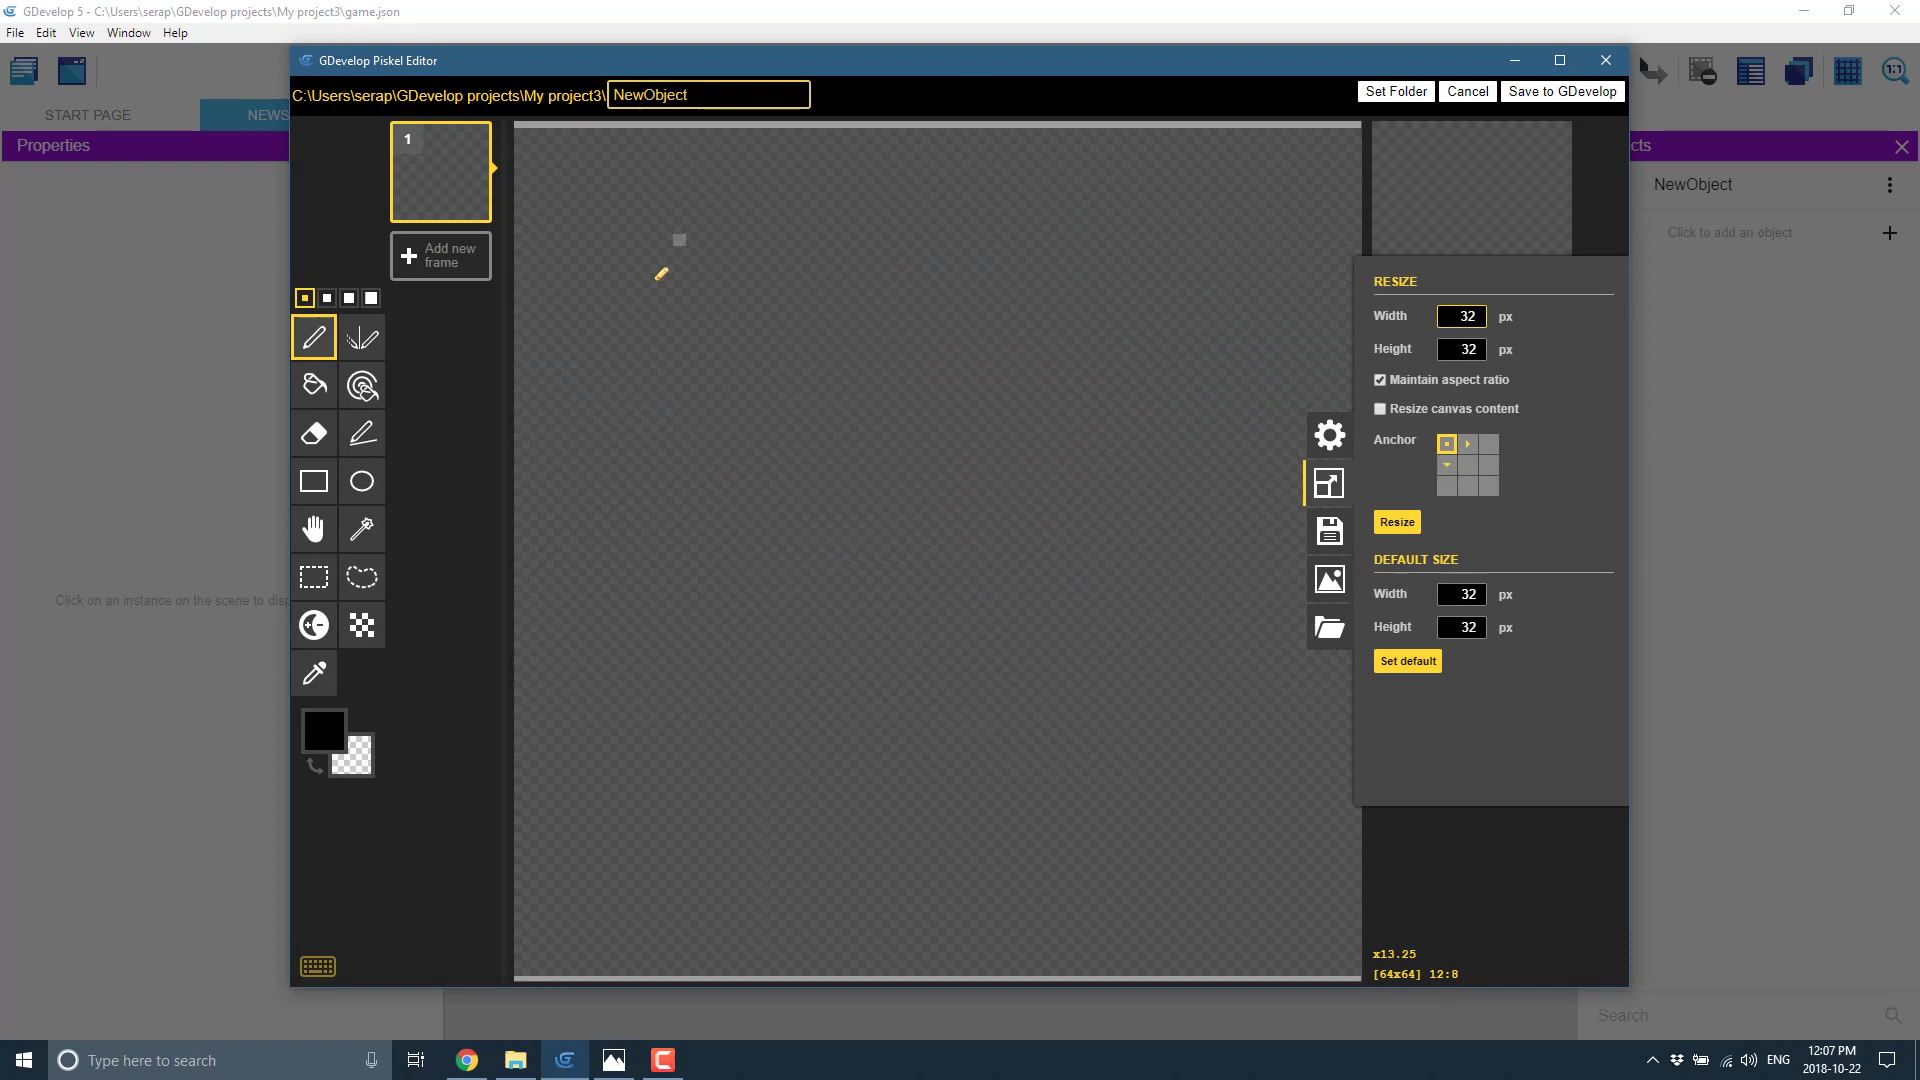 GDevelop 5 - C:\Users\serap\GDevelop projects\My project3\game.json
File Edit View Window Help
GDevelop Piskel Editor
C:\Users\serap\GDevelop projects\My project3\ NewObject
Set Folder Cancel Save to GDevelop
START PAGE
NEWS
Properties
cts
1
NewObject
Click to add an object
Add new
frame
RESIZE
Width 32 px
Height 32 px
Maintain aspect ratio
Resize canvas content
Anchor
Resize
DEFAULT SIZE
Width 32 px
Height 32 px
Set default
Click on an instance on the scene to disp
x13.25
[64x64] 12:8
Search
1:1
Type here to search
ENG
12:07 PM
2018-10-22